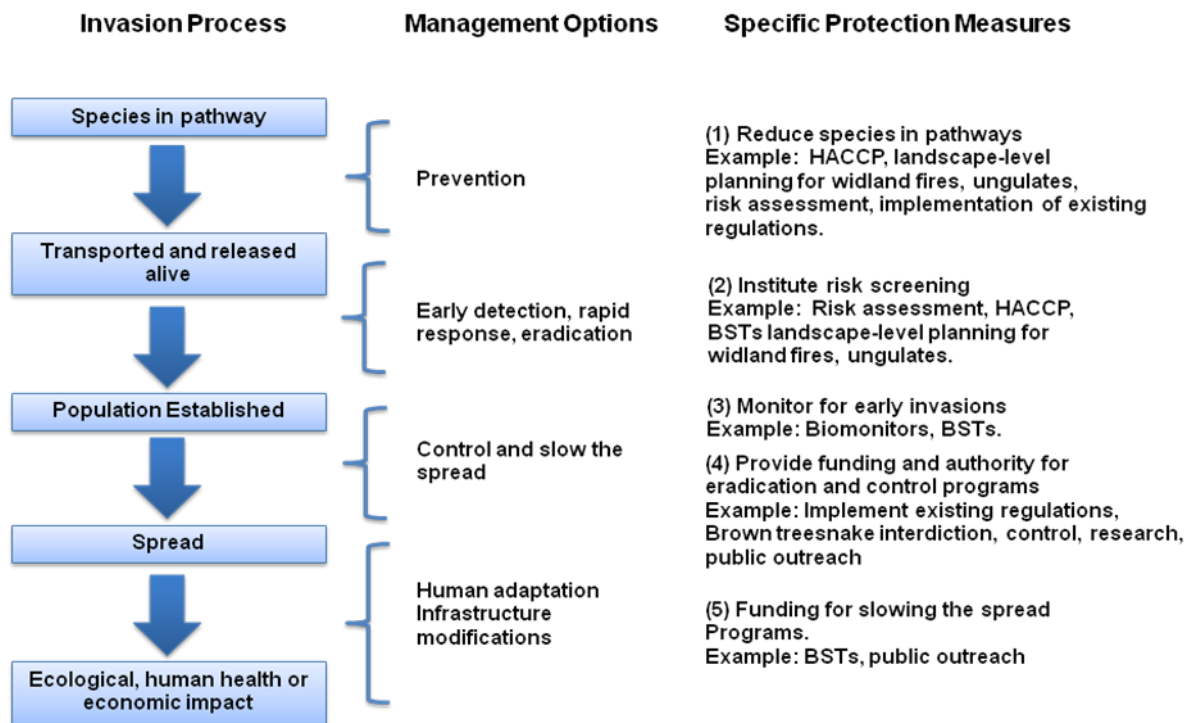 Invasion Process
Management Options
Specific Protection Measures
Species in pathway
Transported and released
alive
Population Established
Spread
Ecological, human health or
economic impact
Prevention
Early detection, rapid
response, eradication
Control and slow the
spread
Human adaptation
Infrastructure
modifications
(1) Reduce species in pathways
Example: HACCP, landscape-level
planning for widland fires, ungulates,
risk assessment, implementation of existing
regulations.
(2) Institute risk screening
Example: Risk assessment, HACCP,
BSTs landscape-level planning for
widland fires, ungulates.
(3) Monitor for early invasions
Example: Biomonitors, BSTs.
(4) Provide funding and authority for
eradication and control programs
Example: Implement existing regulations,
Brown treesnake interdiction, control, research,
public outreach
(5) Funding for slowing the spread
Programs.
Example: BSTs, public outreach